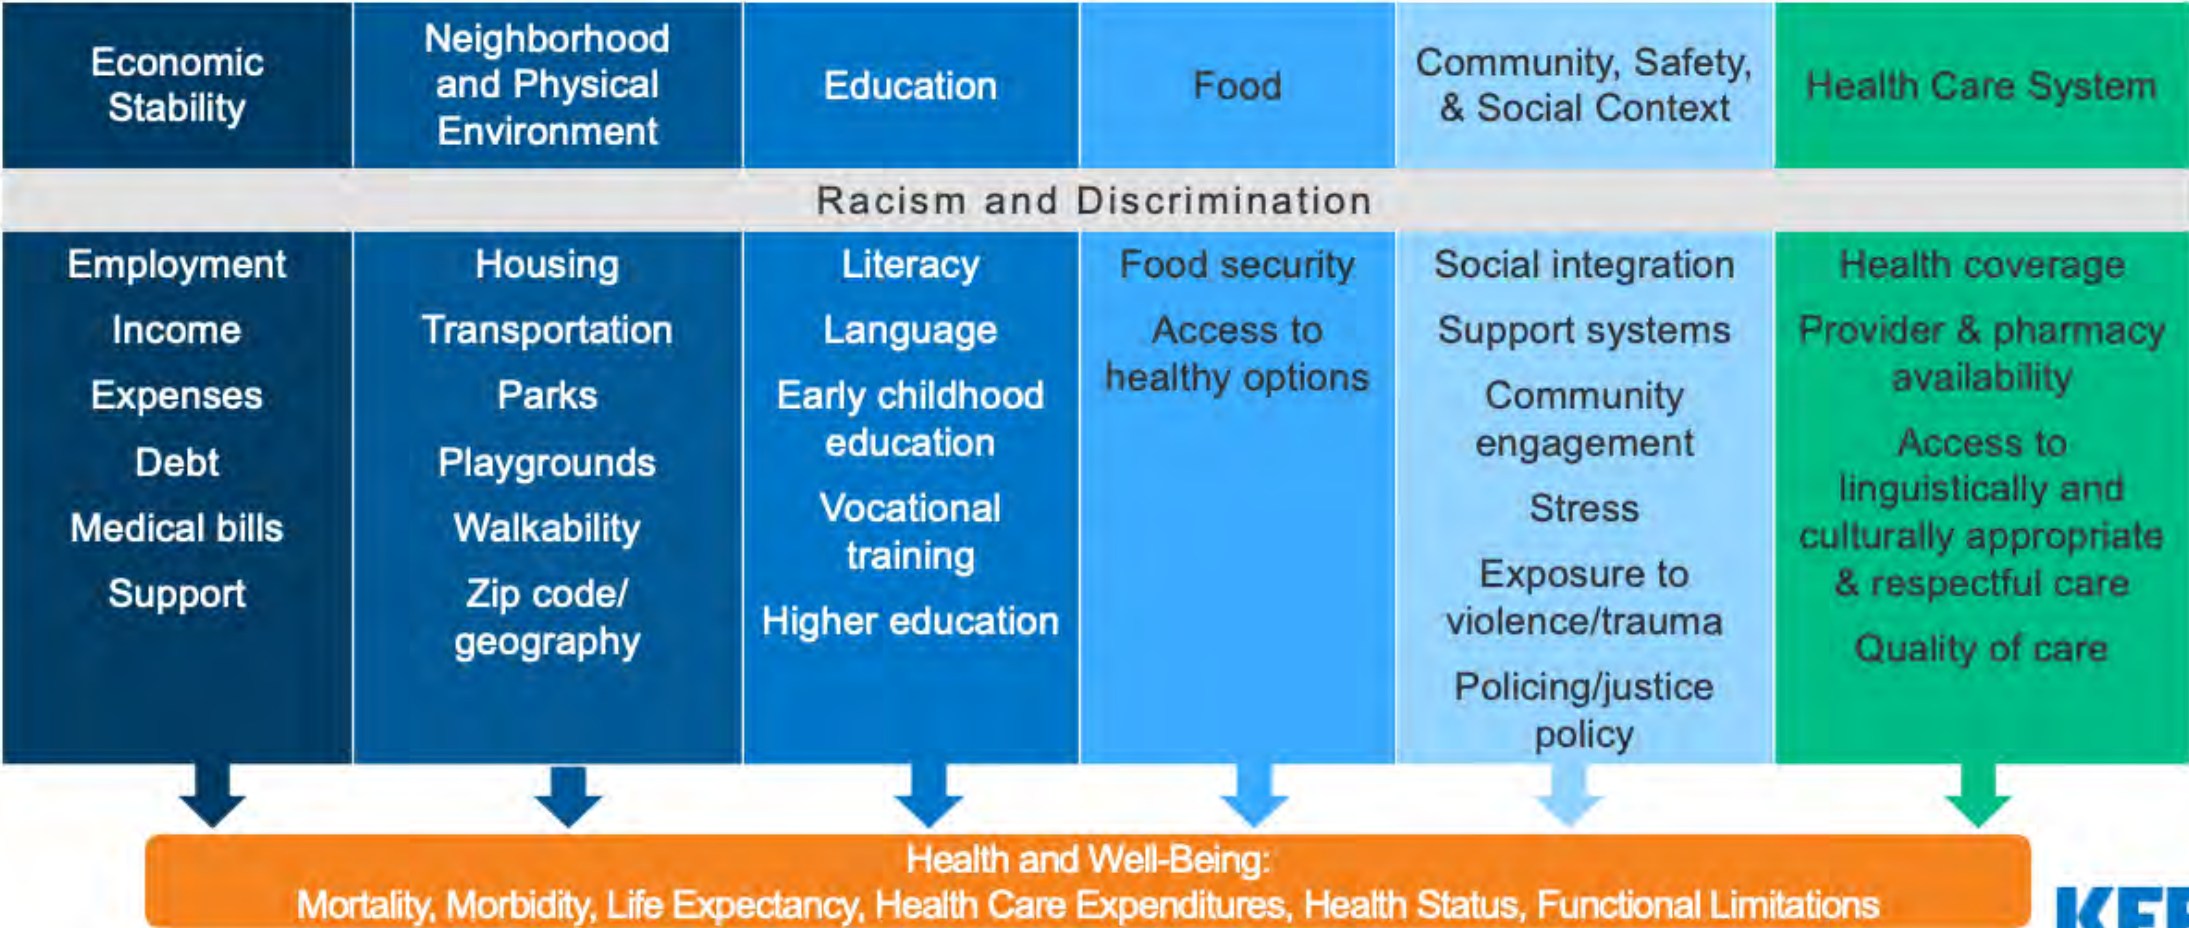 Economic
Stability
Neighborhood
and Physical
Environment
Education
Food
Community, Safety,
& Social Context
Health Care System
Racism and Discrimination
Employment
Income
Expenses
Debt
Medical bills
Support
Housing
Transportation
Parks
Playgrounds
Walkability
Zip code/
geography
Literacy
Language
Early childhood
education
Vocational
training
Higher education
Food security
Access to
healthy options
Social integration
Support systems
Community
engagement
Stress
Exposure to
violence/trauma
Policing/justice
policy
Health coverage
Provider & pharmacy
availability
Access to
linguistically and
culturally appropriate
& respectful care
Quality of care
Health and Well-Being:
Mortality, Morbidity, Life Expectancy, Health Care Expenditures, Health Status, Functional Limitations